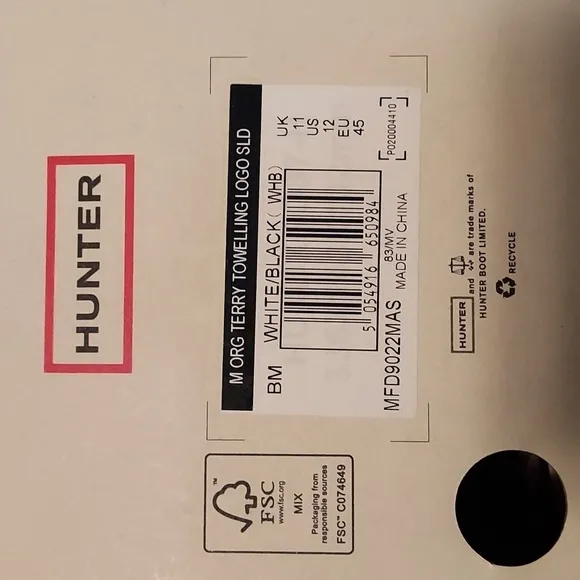 HUNTER
M ORG TERRY TOWELLING LOGO SLD
BM WHITE/BLACK( WHB)
UK 11
US 12
EU 45
5 054916 650984
83/MV
MFD9022MAS MADE IN CHINA
P020004410
FSC
™
www.fsc.org
MIX
Packaging from
responsible sources
FSC™ C074649
HUNTER and are trade marks of
HUNTER BOOT LIMITED.
RECYCLE